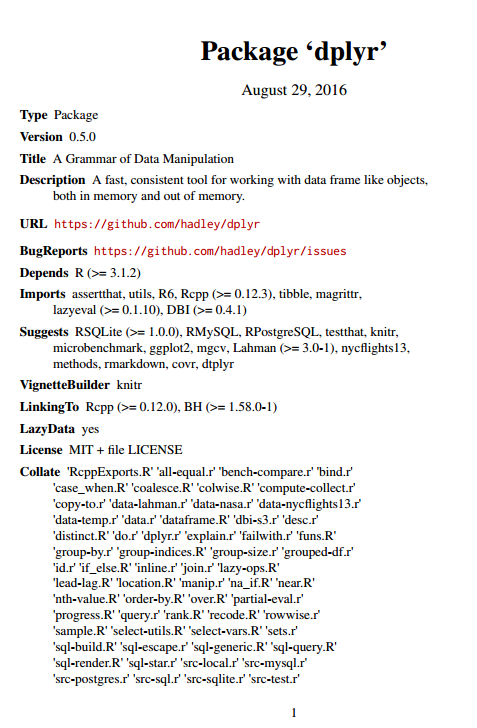 Package ‘dplyr’
August 29, 2016
Type Package
Version 0.5.0
Title A Grammar of Data Manipulation
Description A fast, consistent tool for working with data frame like objects,
both in memory and out of memory.
URL https://github.com/hadley/dplyr
BugReports https://github.com/hadley/dplyr/issues
Depends R (>= 3.1.2)
Imports assertthat, utils, R6, Rcpp (>= 0.12.3), tibble, magrittr,
lazyeval (>= 0.1.10), DBI (>= 0.4.1)
Suggests RSQLite (>= 1.0.0), RMySQL, RPostgreSQL, testthat, knitr,
microbenchmark, ggplot2, mgcv, Lahman (>= 3.0-1), nycflights13,
methods, rmarkdown, covr, dtplyr
VignetteBuilder knitr
LinkingTo Rcpp (>= 0.12.0), BH (>= 1.58.0-1)
LazyData yes
License MIT + file LICENSE
Collate 'RcppExports.R' 'all-equal.r' 'bench-compare.r' 'bind.r'
'case_when.R' 'coalesce.R' 'colwise.R' 'compute-collect.r'
'copy-to.r' 'data-lahman.r' 'data-nasa.r' 'data-nycflights13.r'
'data-temp.r' 'data.r' 'dataframe.R' 'dbi-s3.r' 'desc.r'
'distinct.R' 'do.r' 'dplyr.r' 'explain.r' 'failwith.r' 'funs.R'
'group-by.r' 'group-indices.R' 'group-size.r' 'grouped-df.r'
'id.r' 'if_else.R' 'inline.r' 'join.r' 'lazy-ops.R'
'lead-lag.R' 'location.R' 'manip.r' 'na_if.R' 'near.R'
'nth-value.R' 'order-by.R' 'over.R' 'partial-eval.r'
'progress.R' 'query.r' 'rank.R' 'recode.R' 'rowwise.r'
'sample.R' 'select-utils.R' 'select-vars.R' 'sets.r'
'sql-build.R' 'sql-escape.r' 'sql-generic.R' 'sql-query.R'
'sql-render.R' 'sql-star.r' 'src-local.r' 'src-mysql.r'
'src-postgres.r' 'src-sql.r' 'src-sqlite.r' 'src-test.r'
1